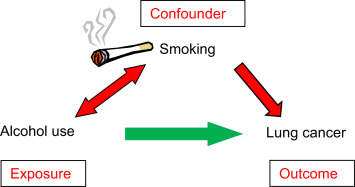 Confounder
Smoking
Alcohol use
Lung cancer
Exposure
Outcome